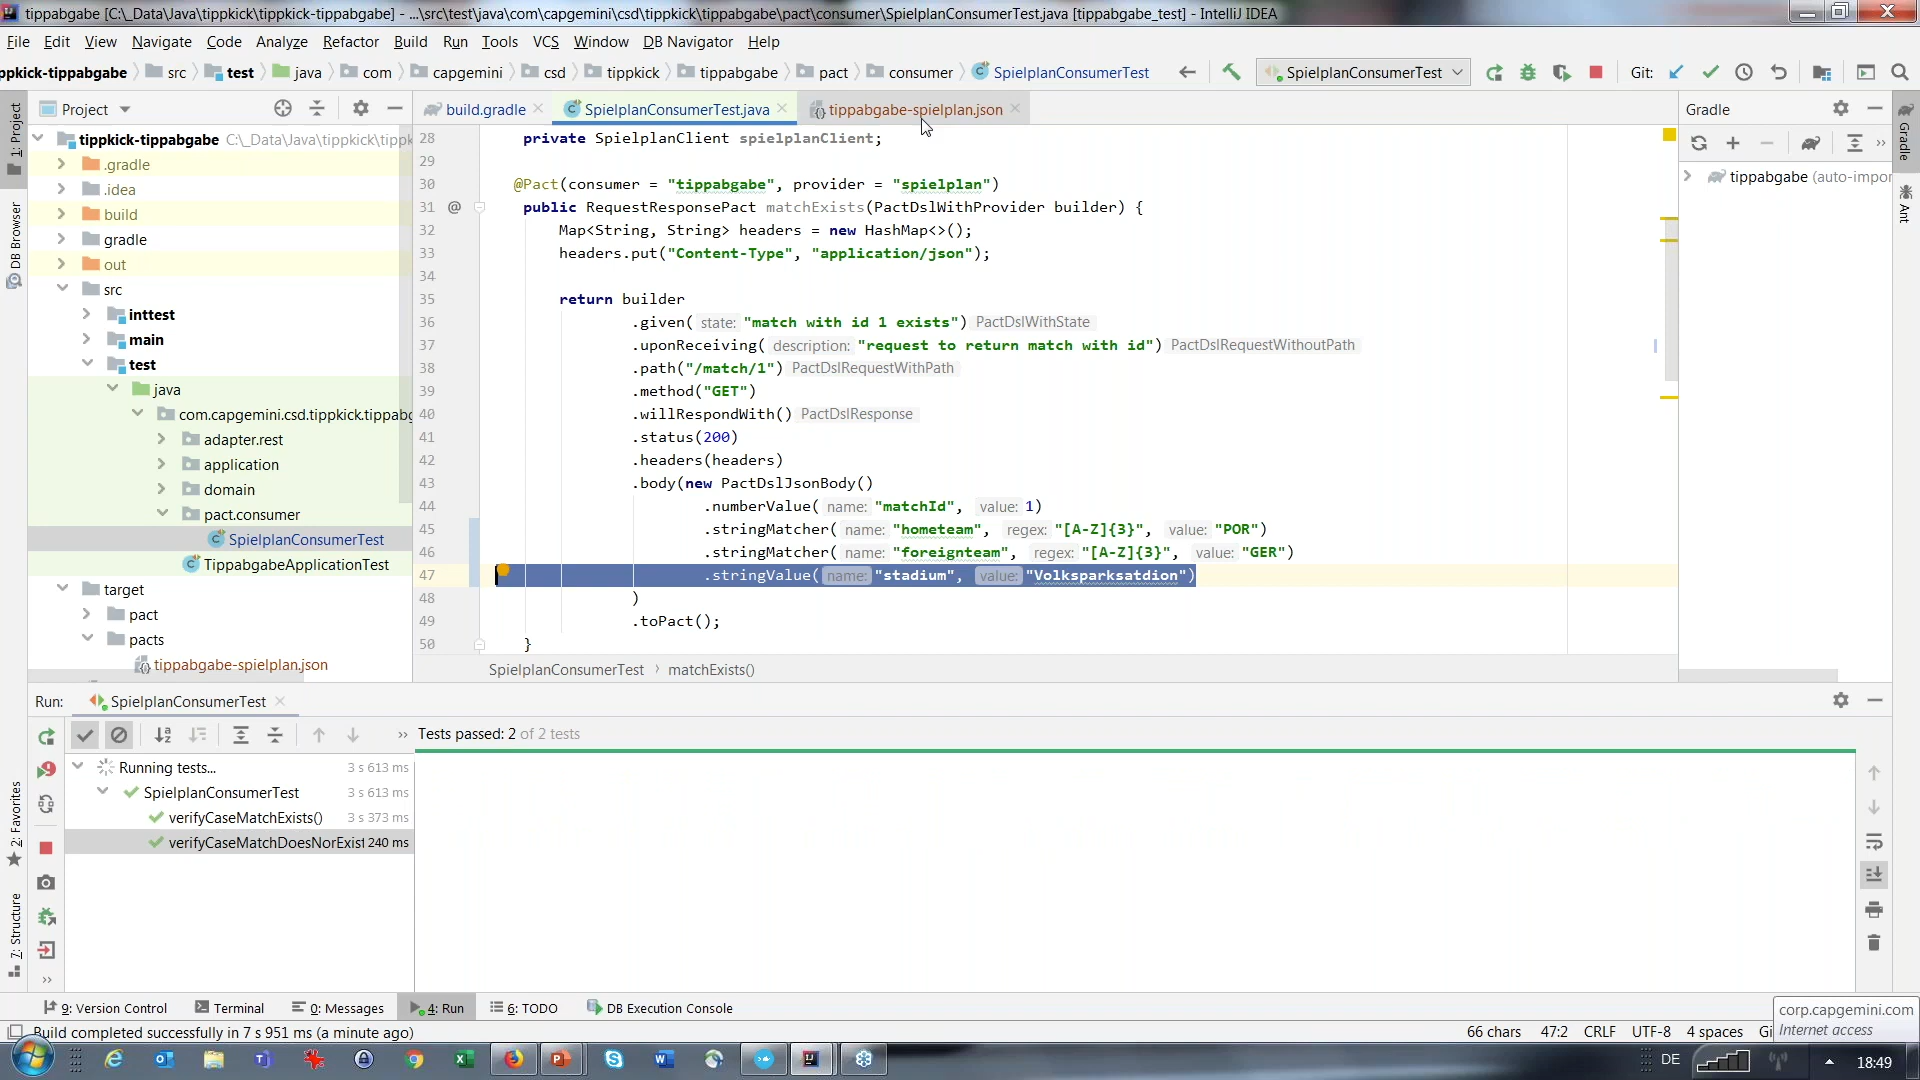 tippabgabe [C:\_Data\Java\tippkick\tippkick-tippabgabe] - ...\src\test\java\com\capgemini\csd\tippkick\tippabgabe\pact\consumer\SpielplanConsumerTest.java [tippabgabe_test] - IntelliJ IDEA
File Edit View Navigate Code Analyze Refactor Build Run Tools VCS Window DB Navigator Help
ppkick-tippabgabe src test java com capgemini csd tippkick tippabgabe pact consumer SpielplanConsumerTest SpielplanConsumerTest Git:
Project build.gradle SpielplanConsumerTest.java tippabgabe-spielplan.json Gradle
1: Project
DB Browser
2: Favorites
7: Structure
Gradle
Ant
tippkick-tippabgabe C:\_Data\Java\tippkick\tippk
.gradle
.idea
build
gradle
out
src
inttest
main
test
java
com.capgemini.csd.tippkick.tippabg
adapter.rest
application
domain
pact.consumer
SpielplanConsumerTest
TippabgabeApplicationTest
target
pact
pacts
tippabgabe-spielplan.json
28 private SpielplanClient spielplanClient;
29
30 @Pact(consumer = "tippabgabe", provider = "spielplan")
31 @ public RequestResponsePact matchExists(PactDslWithProvider builder) {
32 Map<String, String> headers = new HashMap<>();
33 headers.put("Content-Type", "application/json");
34
35 return builder
36 .given( state: "match with id 1 exists") PactDslWithState
37 .uponReceiving( description: "request to return match with id") PactDslRequestWithoutPath
38 .path("/match/1") PactDslRequestWithPath
39 .method("GET")
40 .willRespondWith() PactDslResponse
41 .status(200)
42 .headers(headers)
43 .body(new PactDslJsonBody()
44 .numberValue( name: "matchId", value: 1)
45 .stringMatcher( name: "hometeam", regex: "[A-Z]{3}", value: "POR")
46 .stringMatcher( name: "foreignteam", regex: "[A-Z]{3}", value: "GER")
47 .stringValue( name: "stadium", value: "Volksparksatdion")
48 )
49 .toPact();
50 }
SpielplanConsumerTest › matchExists()
tippabgabe (auto-impor
Run: SpielplanConsumerTest
» Tests passed: 2 of 2 tests
Running tests... 3 s 613 ms
SpielplanConsumerTest 3 s 613 ms
verifyCaseMatchExists() 3 s 373 ms
verifyCaseMatchDoesNorExist 240 ms
9: Version Control Terminal 0: Messages 4: Run 6: TODO DB Execution Console
corp.capgemini.com
Internet access
Build completed successfully in 7 s 951 ms (a minute ago) 66 chars 47:2 CRLF UTF-8 4 spaces Gi
DE 18:49